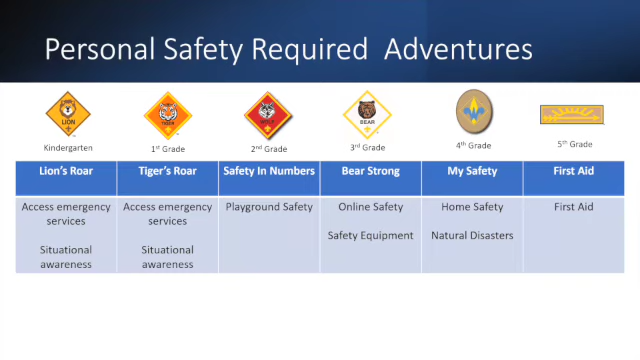 Personal Safety Required Adventures
LION
TIGER
WOLF
BEAR
Kindergarten
1st Grade
2nd Grade
3rd Grade
4th Grade
5th Grade
Lion's Roar
Tiger's Roar
Safety In Numbers
Bear Strong
My Safety
First Aid
Access emergency
services
Situational
awareness
Access emergency
services
Situational
awareness
Playground Safety
Online Safety
Safety Equipment
Home Safety
Natural Disasters
First Aid